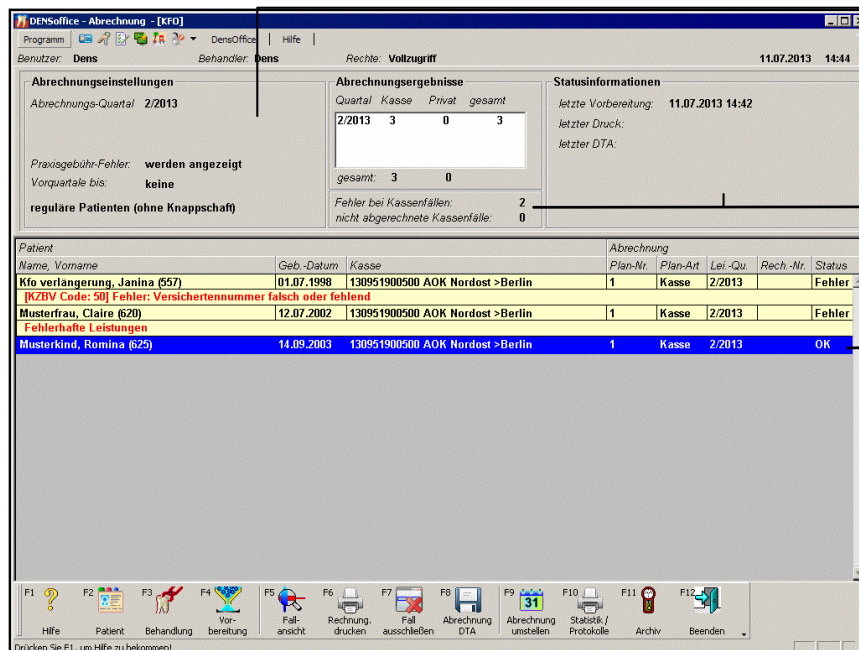 DENSoffice - Abrechnung - [KFO]
Programm DensOffice | Hilfe |
Benutzer: Dens Behandler: Dens Rechte: Vollzugriff 11.07.2013 14:44
Abrechnungseinstellungen
Abrechnungs-Quartal 2/2013
Praxisgebühr-Fehler: werden angezeigt
Vorquartale bis: keine
reguläre Patienten (ohne Knappschaft)
Abrechnungsergebnisse
Quartal Kasse Privat gesamt
2/2013 3 0 3
gesamt: 3 0
Fehler bei Kassenfällen: 2
nicht abgerechnete Kassenfälle: 0
Statusinformationen
letzte Vorbereitung: 11.07.2013 14:42
letzter Druck:
letzter DTA:
Patient Abrechnung
Name, Vorname Geb.-Datum Kasse Plan-Nr. Plan-Art Lei.-Qu. Rech.-Nr. Status
Kfo verlängerung, Janina (557) 01.07.1998 130951900500 AOK Nordost >Berlin 1 Kasse 2/2013 Fehler
[KZBV Code: 50] Fehler: Versichertennummer falsch oder fehlend
Musterfrau, Claire (620) 12.07.2002 130951900500 AOK Nordost >Berlin 1 Kasse 2/2013 Fehler
Fehlerhafte Leistungen
Musterkind, Romina (625) 14.09.2003 130951900500 AOK Nordost >Berlin 1 Kasse 2/2013 OK
F1 Hilfe
F2 Patient
F3 Behandlung
F4 Vor-
bereitung
F5 Fall-
ansicht
F6 Rechnung.
drucken
F7 Fall
ausschließen
F8 Abrechnung
DTA
F9 31 Abrechnung
umstellen
F10 Statistik /
Protokolle
F11 Archiv
F12 Beenden
Drücken Sie F1, um Hilfe zu bekommen!